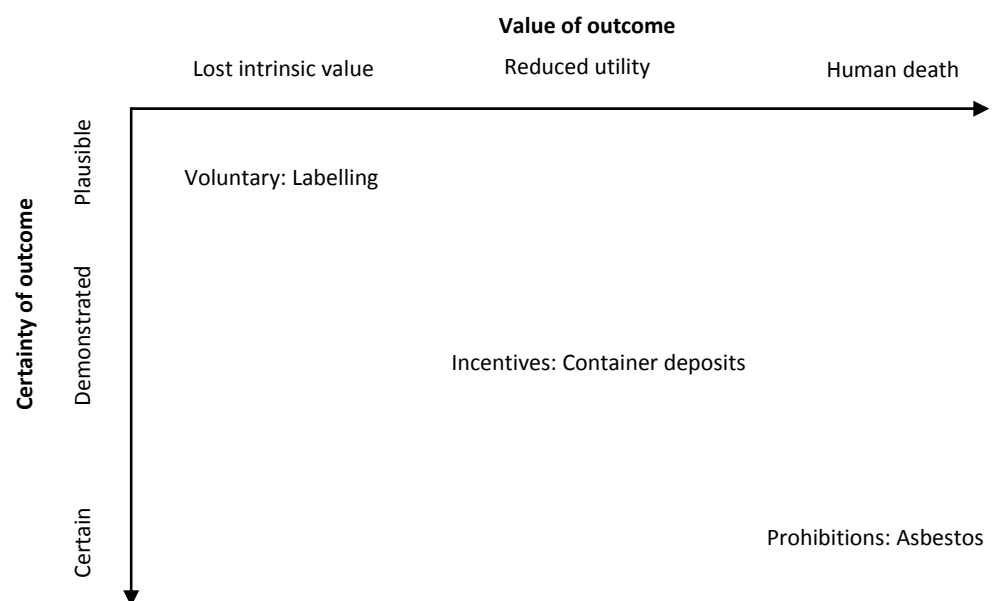 Value of outcome
Lost intrinsic value
Reduced utility
Human death
Certainty of outcome
Plausible
Demonstrated
Certain
Voluntary: Labelling
Incentives: Container deposits
Prohibitions: Asbestos